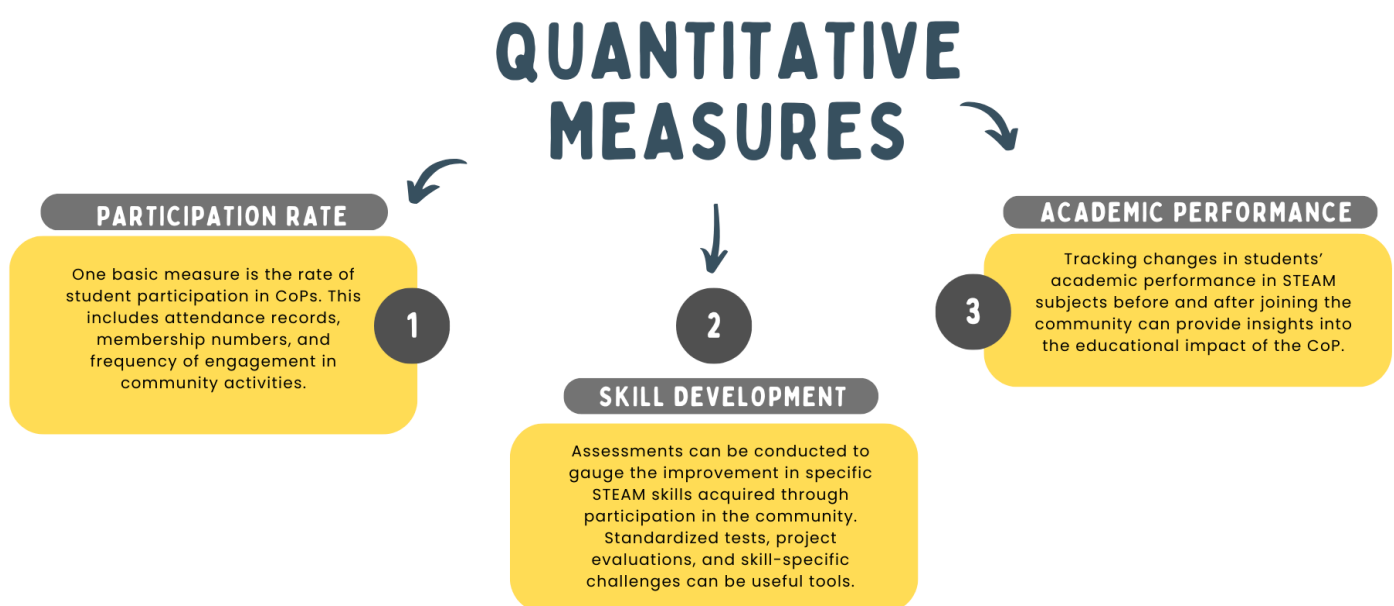 QUANTITATIVE
MEASURES
PARTICIPATION RATE
One basic measure is the rate of
student participation in CoPs. This
includes attendance records,
membership numbers, and
frequency of engagement in
community activities.
1
2
SKILL DEVELOPMENT
Assessments can be conducted to
gauge the improvement in specific
STEAM skills acquired through
participation in the community.
Standardized tests, project
evaluations, and skill-specific
challenges can be useful tools.
3
ACADEMIC PERFORMANCE
Tracking changes in students’
academic performance in STEAM
subjects before and after joining the
community can provide insights into
the educational impact of the CoP.